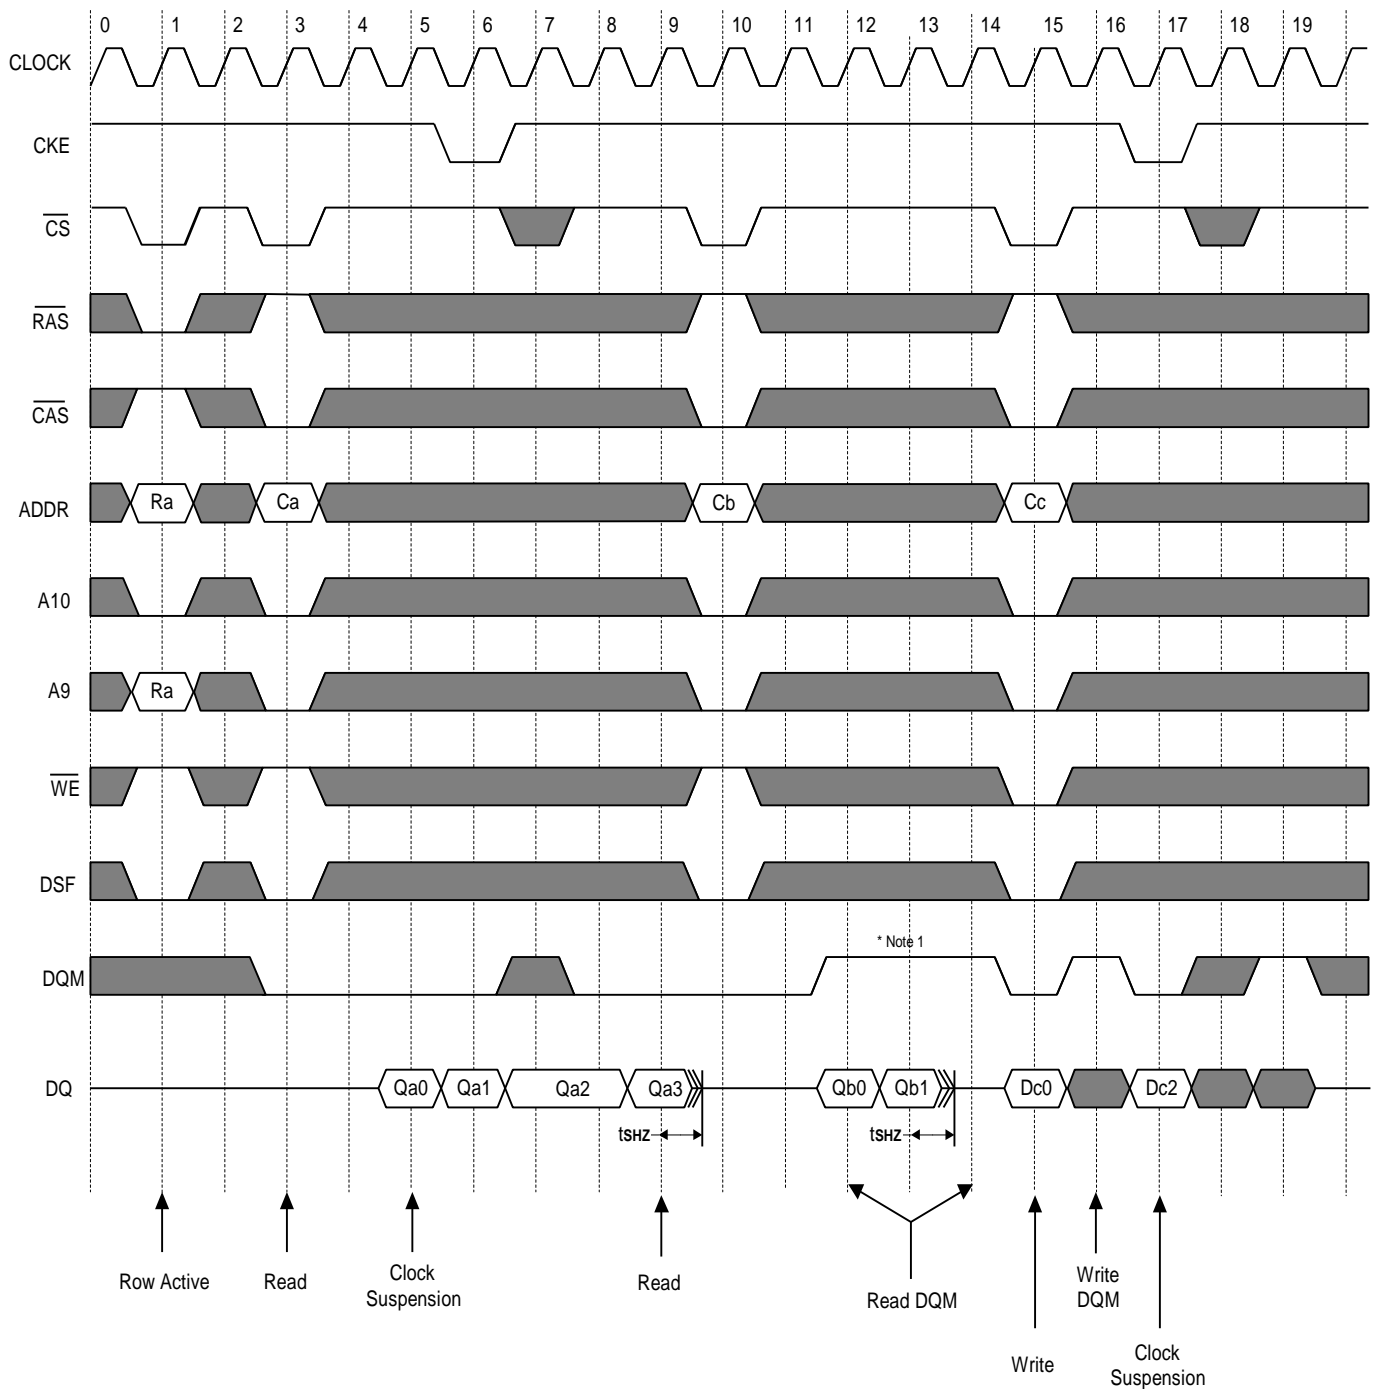 0 1 2 3 4 5 6 7 8 9 10 11 12 13 14 15 16 17 18 19
CLOCK
CKE
CS
RAS
CAS
ADDR Ra Ca Cb Cc
A10
A9 Ra
WE
DSF
* Note 1
DQM
DQ Qa0 Qa1 Qa2 Qa3 Qb0 Qb1 Dc0 Dc2
tSHZ tSHZ
Row Active Read Clock Suspension Read Read DQM Write DQM
Write Clock Suspension